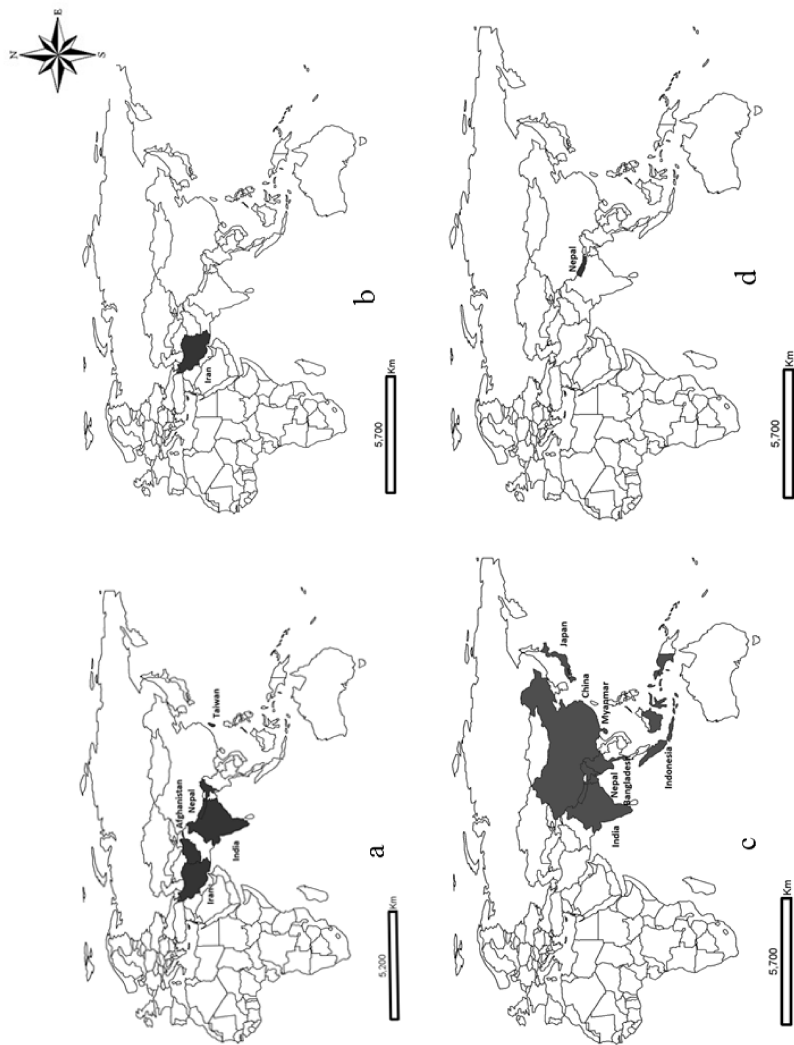 N
E
S
Afghanistan
Nepal
Taiwan
Iran
India
5,200
Km
a
Iran
5,700
Km
b
Japan
China
Myanmar
Nepal
Bangladesh
India
Indonesia
5,700
Km
c
Nepal
5,700
Km
d